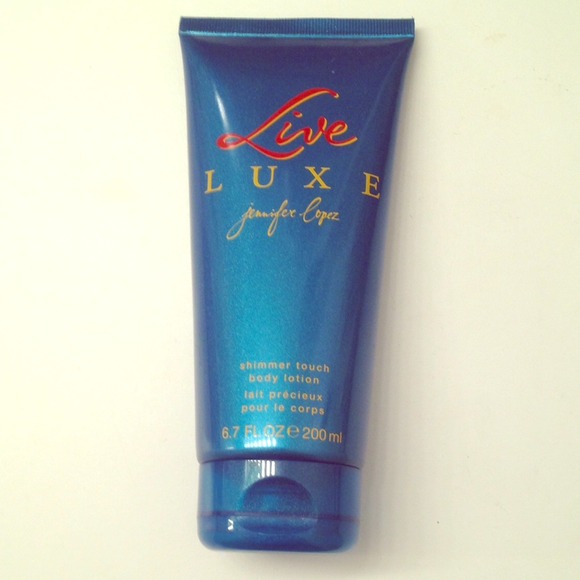 Live
LUXE
jennifer lopez
shimmer touch
body lotion
lait précieux
pour le corps
6.7 FL OZ e 200 ml